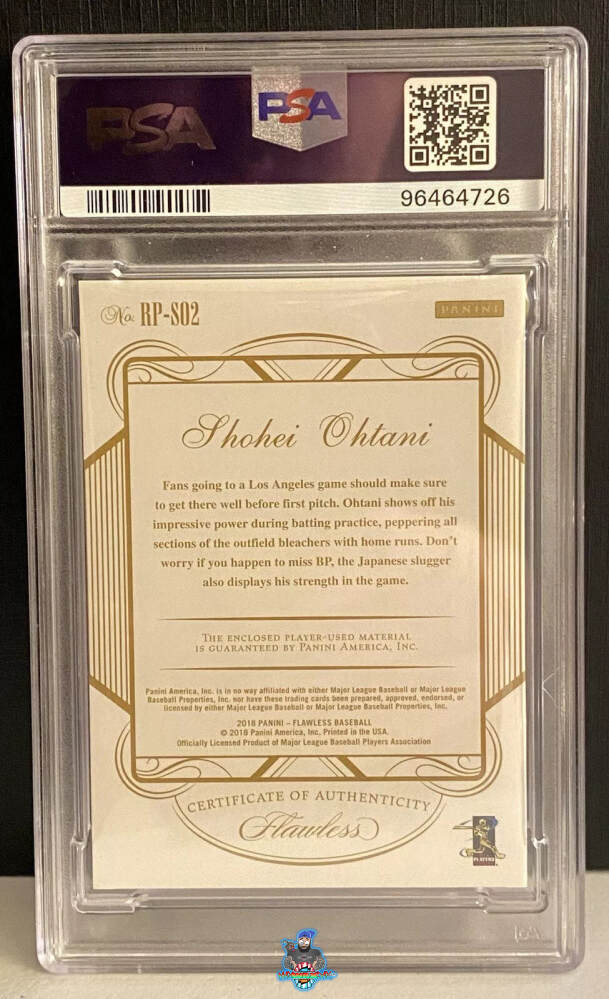 PSA
PSA
96464726
No. RP-SO2
PANINI
Shohei Ohtani
Fans going to a Los Angeles game should make sure
to get there well before first pitch. Ohtani shows off his
impressive power during batting practice, peppering all
sections of the outfield bleachers with home runs. Don't
worry if you happen to miss BP, the Japanese slugger
also displays his strength in the game.
THE ENCLOSED PLAYER-USED MATERIAL
IS GUARANTEED BY PANINI AMERICA, INC.
Panini America, Inc. is in no way affiliated with either Major League Baseball or Major League
Baseball Properties, Inc. nor have these trading cards been prepared, approved, endorsed, or
licensed by either Major League Baseball or Major League Baseball Properties, Inc.
2018 PANINI – FLAWLESS BASEBALL
© 2018 Panini America, Inc. Printed in the USA.
Officially Licensed Product of Major League Baseball Players Association
CERTIFICATE OF AUTHENTICITY
Flawless
PLAYERS